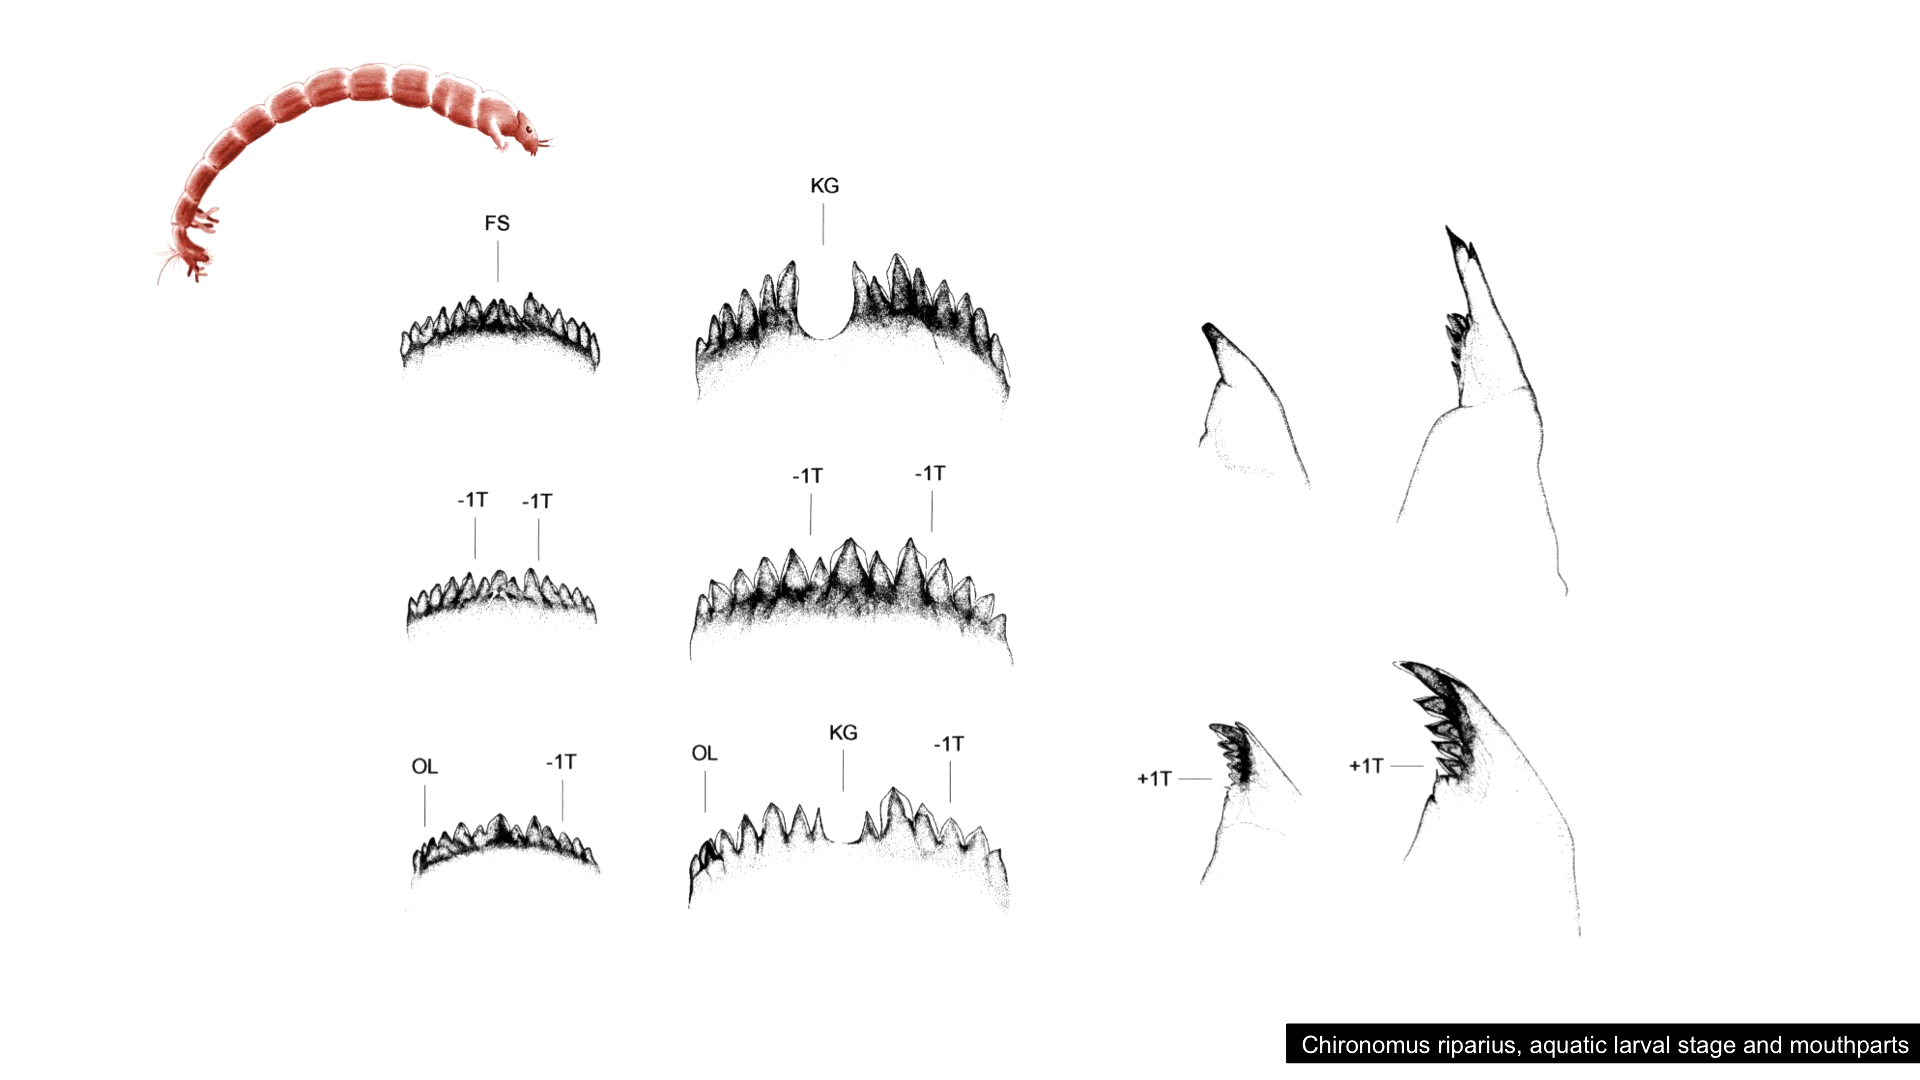 KG
FS
-1T -1T
-1T -1T
OL -1T
OL KG -1T
+1T
+1T
Chironomus riparius, aquatic larval stage and mouthparts